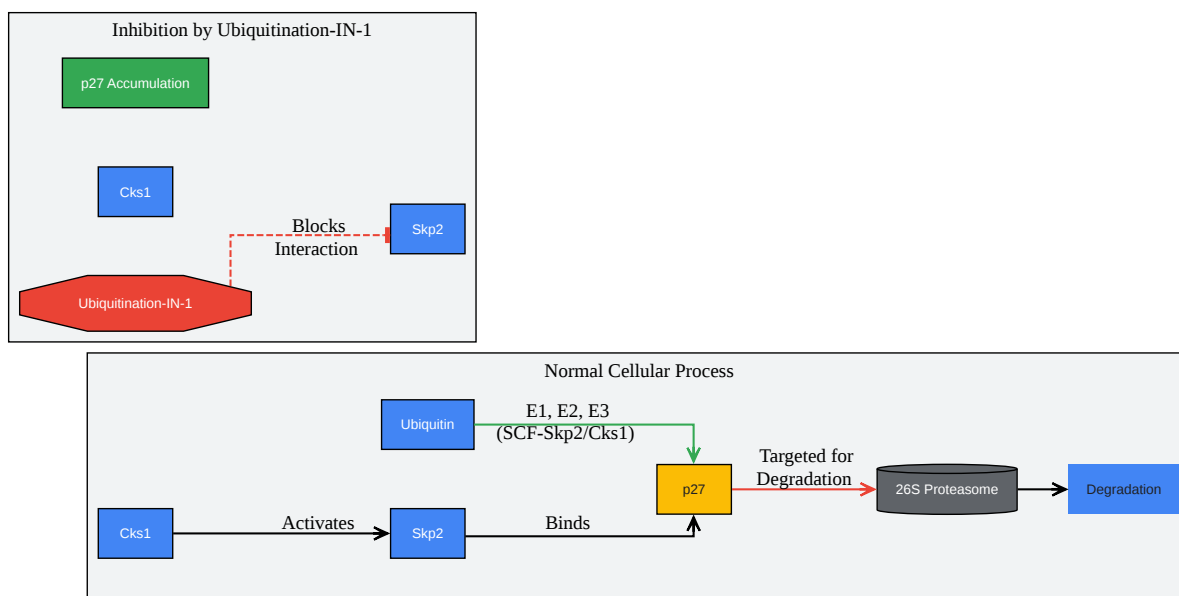 Inhibition by Ubiquitination-IN-1
p27 Accumulation
Cks1
Blocks
Interaction
Skp2
Ubiquitination-IN-1
Normal Cellular Process
Ubiquitin
E1, E2, E3
(SCF-Skp2/Cks1)
Targeted for
Degradation
p27
26S Proteasome
Degradation
Cks1
Activates
Skp2
Binds